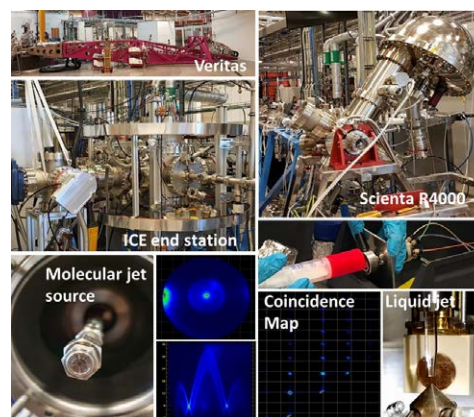 Veritas
Scienta R4000
ICE end station
Molecular jet
source
Coincidence
Map
Liquid jet